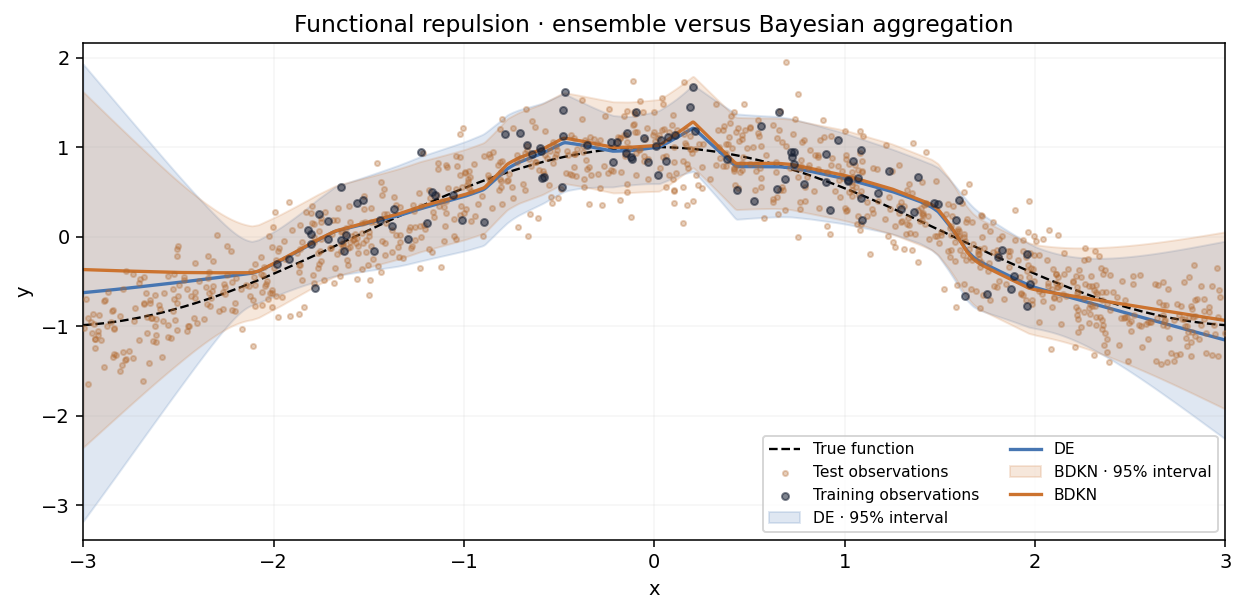 Functional repulsion · ensemble versus Bayesian aggregation
y
2
1
0
−1
−2
−3
−3
−2
−1
0
1
2
3
x
True function
Test observations
Training observations
DE · 95% interval
DE
BDKN · 95% interval
BDKN